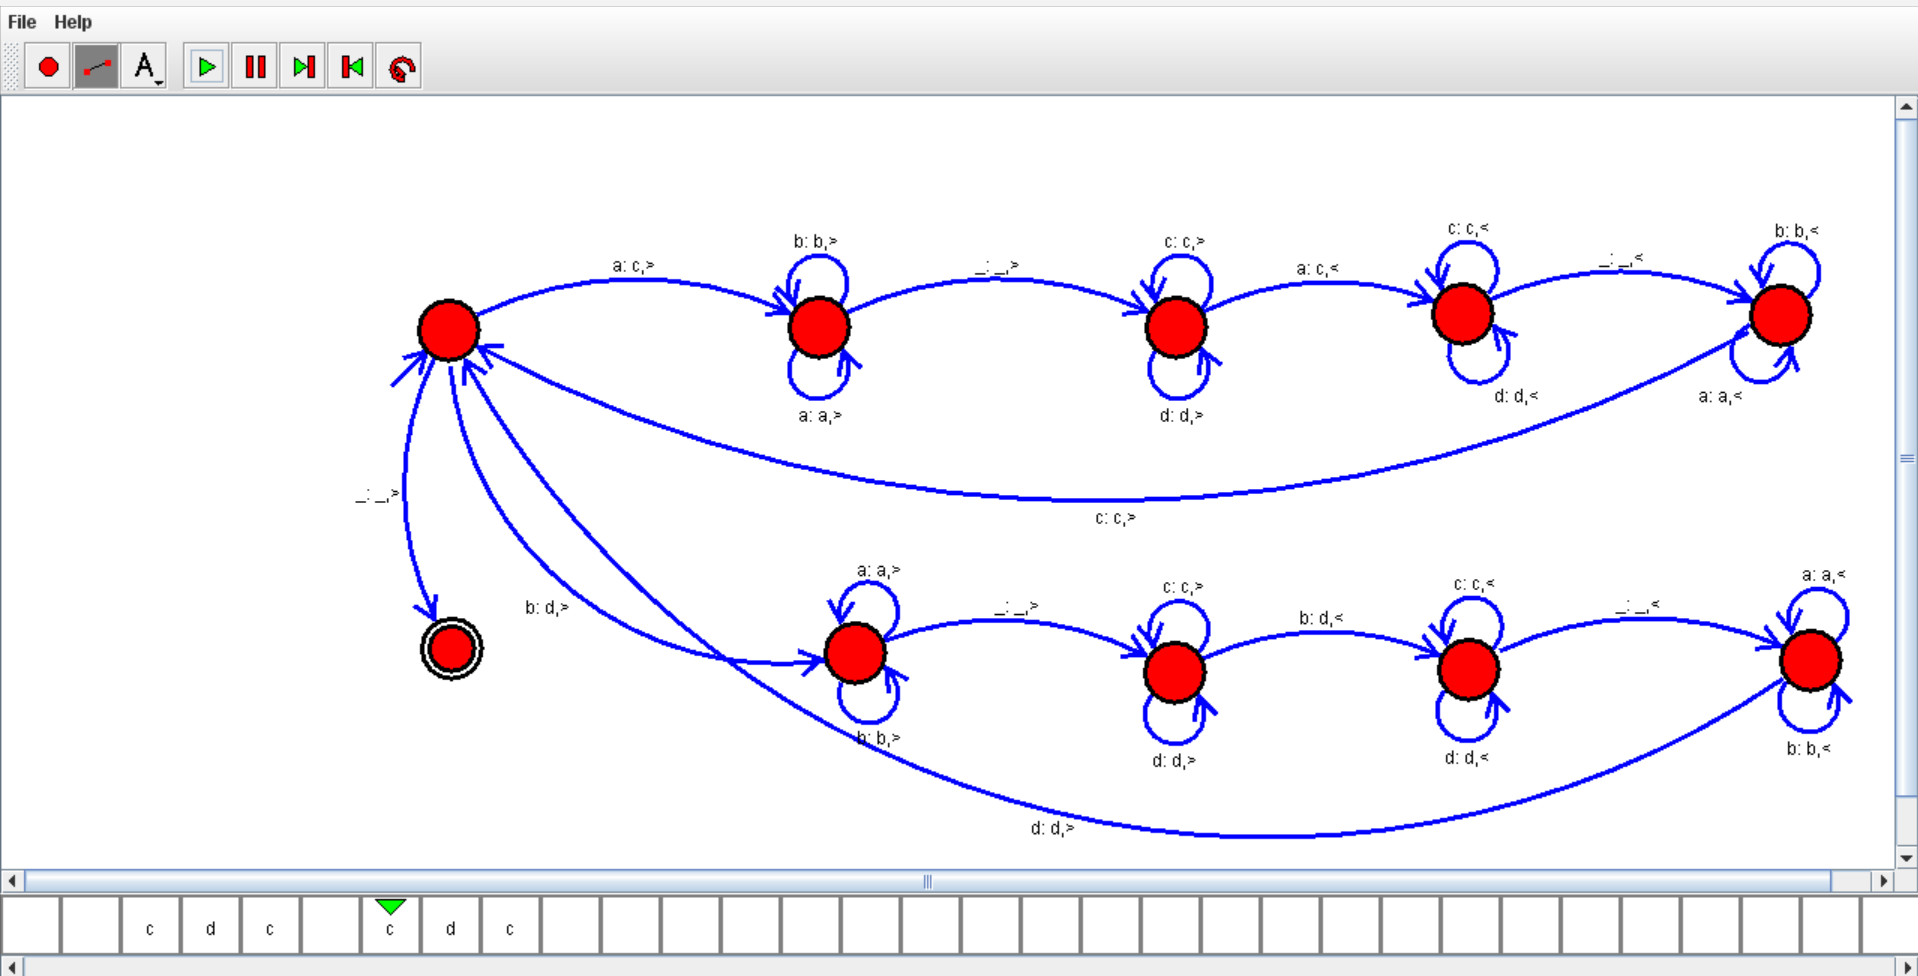 File Help
A
b: b,>
c: c,>
c: c,<
b: b,<
a: c,>
_: _,>
a: c,<
_: _,<
a: a,>
d: d,>
d: d,<
a: a,<
_: _,>
c: c,>
a: a,>
c: c,>
c: c,<
a: a,<
b: d,>
_: _,>
b: d,<
_: _,<
b: b,>
d: d,>
d: d,<
b: b,<
d: d,>
c d c c d c